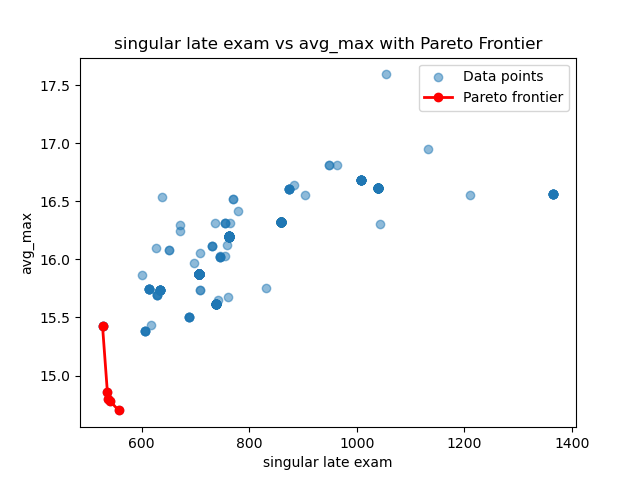 singular late exam vs avg_max with Pareto Frontier
Data points
Pareto frontier
avg_max
17.5
17.0
16.5
16.0
15.5
15.0
600 800 1000 1200 1400
singular late exam